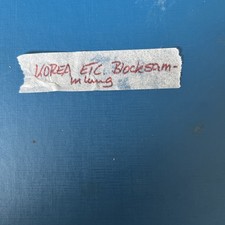 KOREA ETC. Blocksam-
mlung